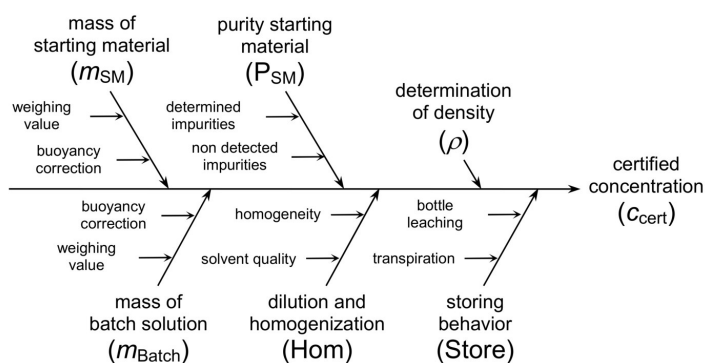 mass of
starting material
(mSM)
purity starting
material
(PSM)
determination
of density
(ρ)
weighing
value
buoyancy
correction
determined
impurities
non detected
impurities
certified
concentration
(ccert)
buoyancy
correction
weighing
value
homogeneity
solvent quality
bottle
leaching
transpiration
mass of
batch solution
(mBatch)
dilution and
homogenization
(Hom)
storing
behavior
(Store)